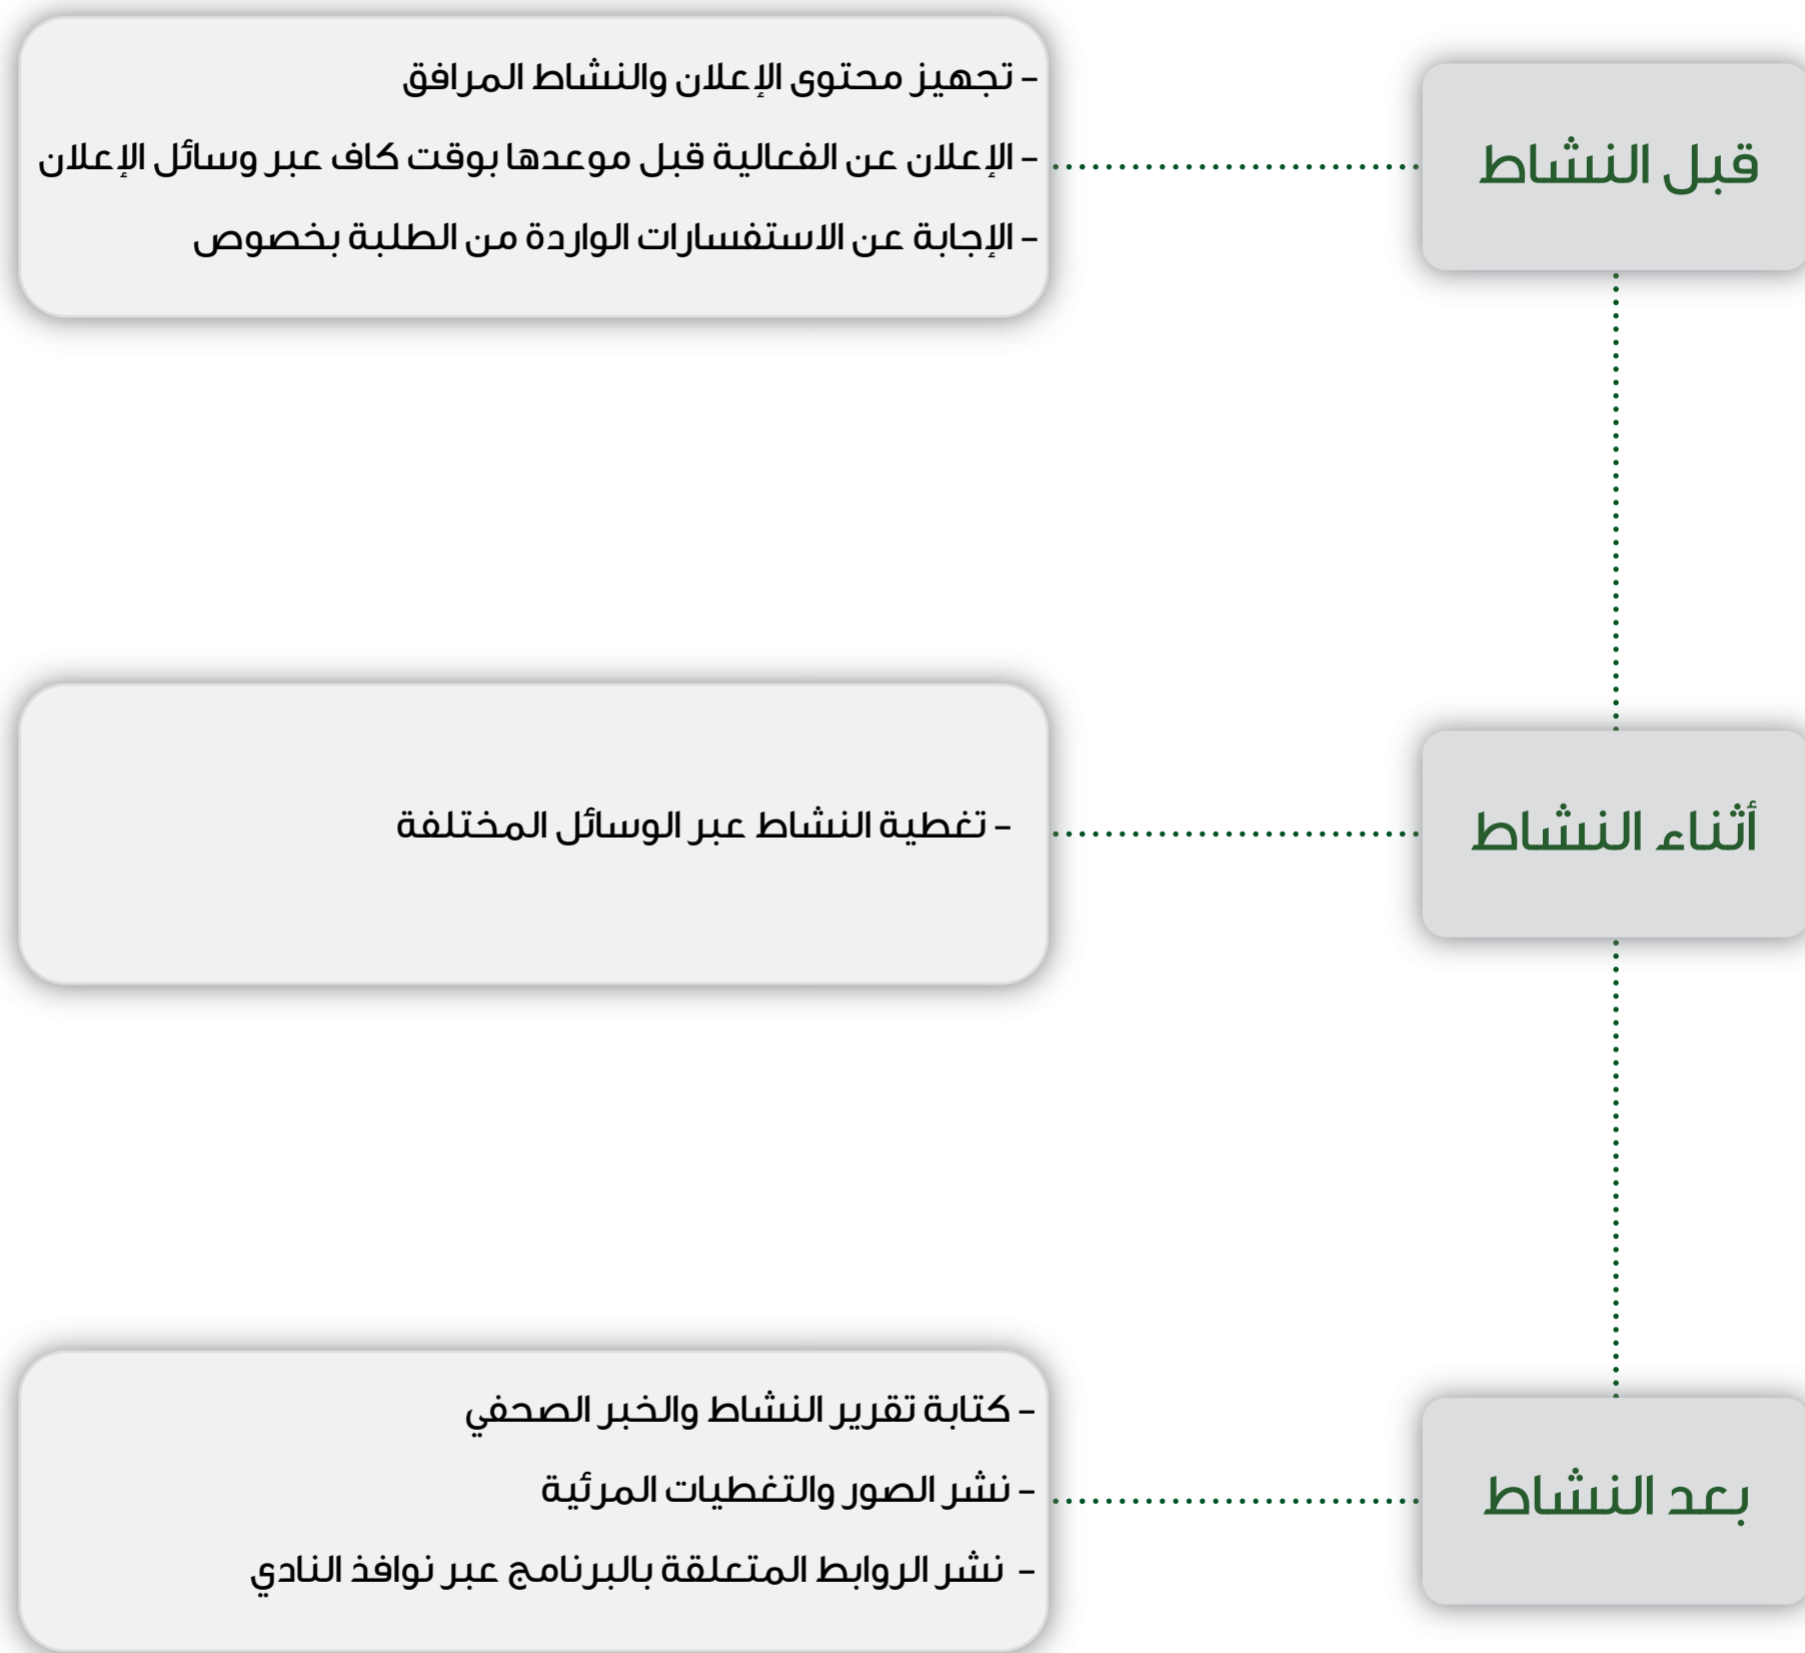 قبل النشاط
– تجهيز محتوى الإعلان والنشاط المرافق
– الإعلان عن الفعالية قبل موعدها بوقت كاف عبر وسائل الإعلان
– الإجابة عن الاستفسارات الواردة من الطلبة بخصوص
أثناء النشاط
– تغطية النشاط عبر الوسائل المختلفة
بعد النشاط
– كتابة تقرير النشاط والخبر الصحفي
– نشر الصور والتغطيات المرئية
– نشر الروابط المتعلقة بالبرنامج عبر نوافذ النادي